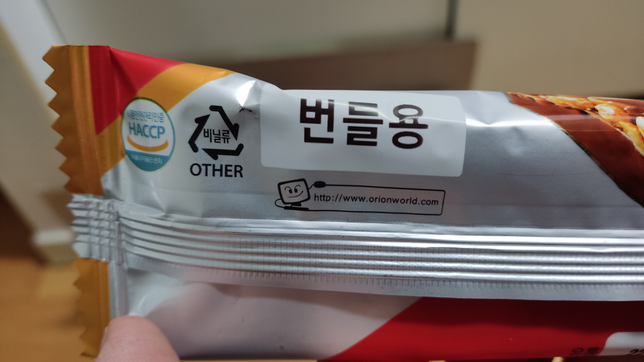 HACCP
비닐류
OTHER
번들용
http://www.orionworld.com